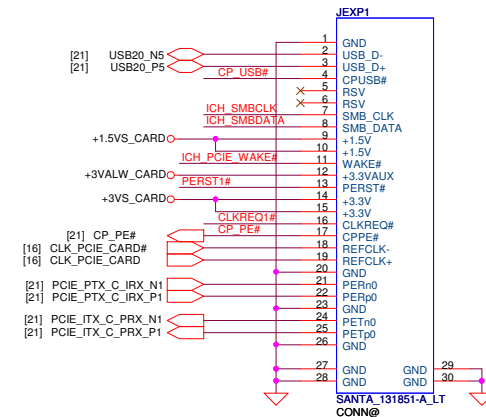 JEXP1
1 GND
[21] USB20_N5 2 USB_D-
[21] USB20_P5 3 USB_D+
CP_USB# 4 CPUSB#
5 RSV
6 RSV
ICH_SMBCLK 7 SMB_CLK
ICH_SMBDATA 8 SMB_DATA
+1.5VS_CARD 9 +1.5V
10 +1.5V
ICH_PCIE_WAKE# 11 WAKE#
+3VALW_CARD 12 +3.3VAUX
PERST1# 13 PERST#
+3VS_CARD 14 +3.3V
15 +3.3V
CLKREQ1# 16 CLKREQ#
[21] CP_PE# CP_PE# 17 CPPE#
[16] CLK_PCIE_CARD# 18 REFCLK-
[16] CLK_PCIE_CARD 19 REFCLK+
20 GND
[21] PCIE_PTX_C_IRX_N1 21 PERn0
[21] PCIE_PTX_C_IRX_P1 22 PERp0
23 GND
[21] PCIE_ITX_C_PRX_N1 24 PETn0
[21] PCIE_ITX_C_PRX_P1 25 PETp0
26 GND
27 GND GND 29
28 GND GND 30
SANTA_131851-A_LT
CONN@